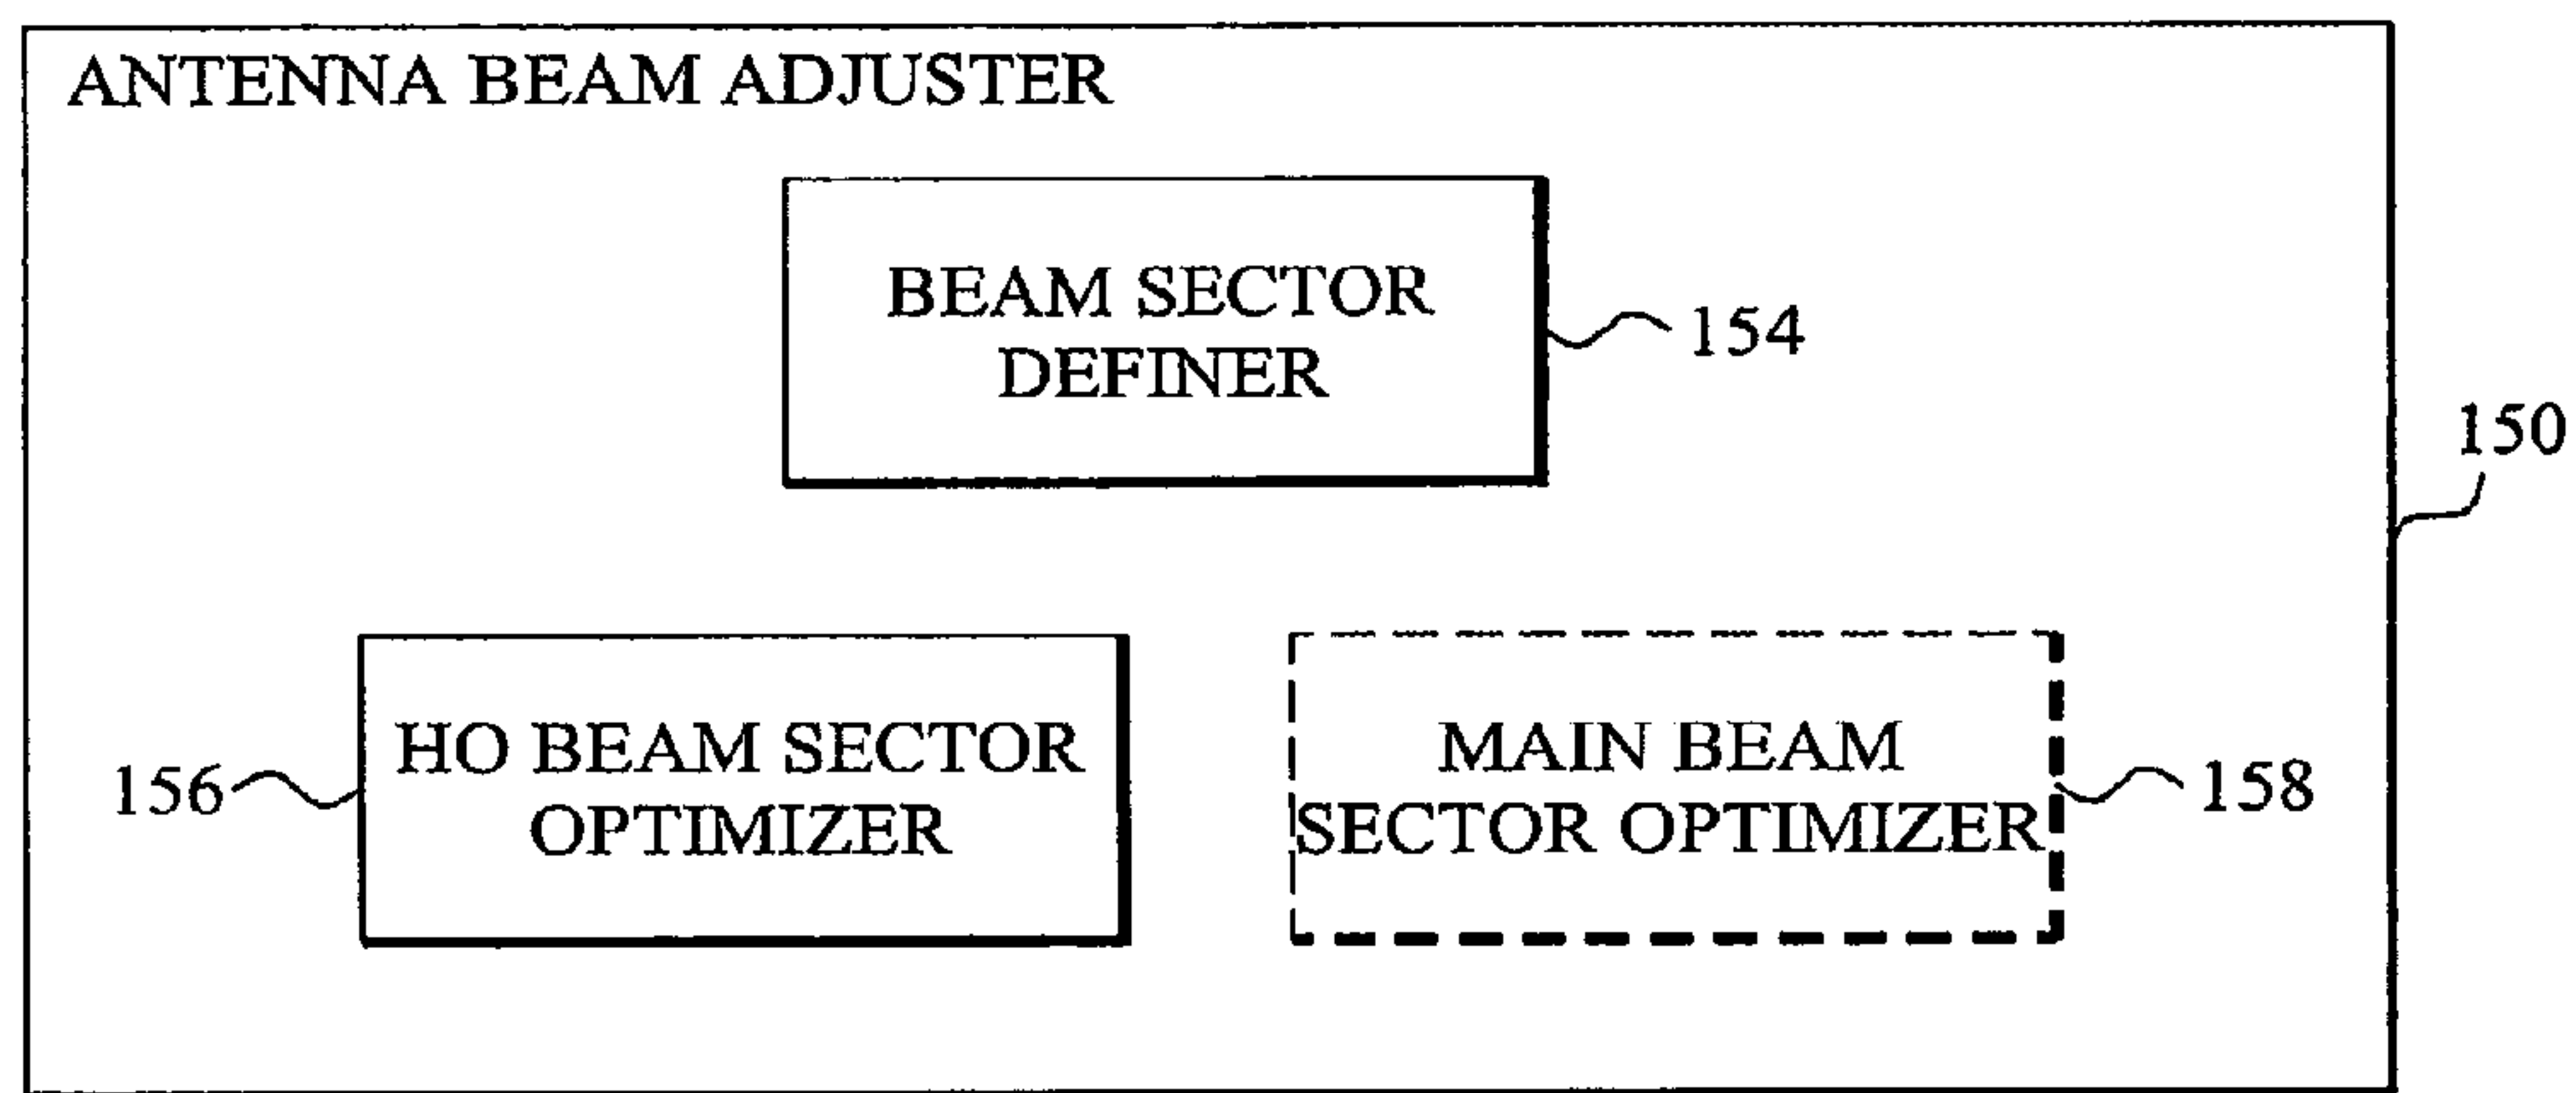 ANTENNA BEAM ADJUSTER
BEAM SECTOR
DEFINER
154
150
HO BEAM SECTOR
OPTIMIZER
156
MAIN BEAM
SECTOR OPTIMIZER
158